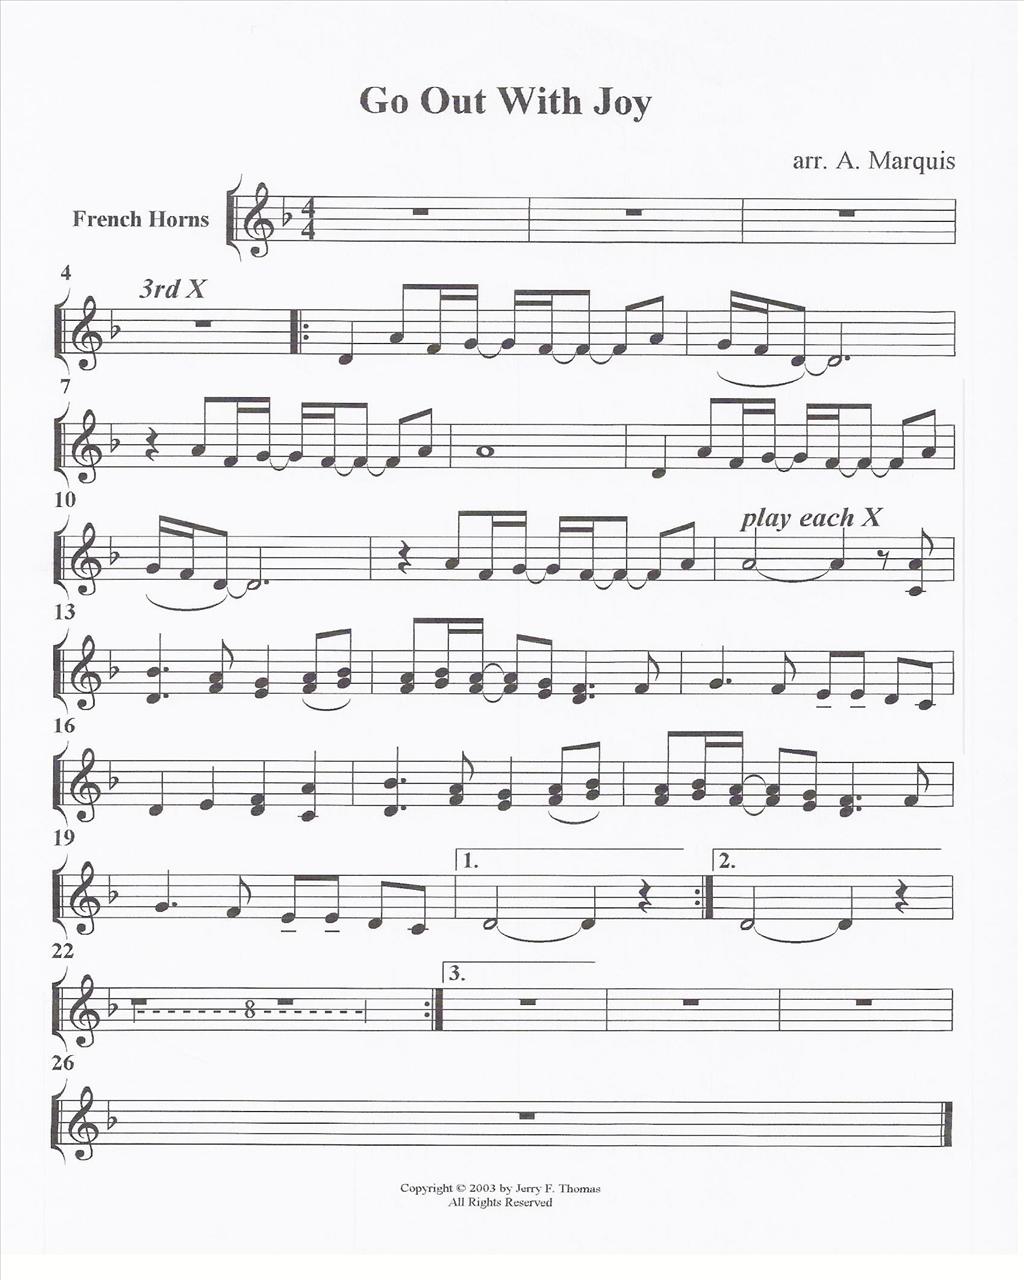 Go Out With Joy
arr. A. Marquis
French Horns
4
4
4
3rd X
7
10
play each X
13
16
19
1.
2.
22
8
3.
26
Copyright © 2003 by Jerry F. Thomas
All Rights Reserved